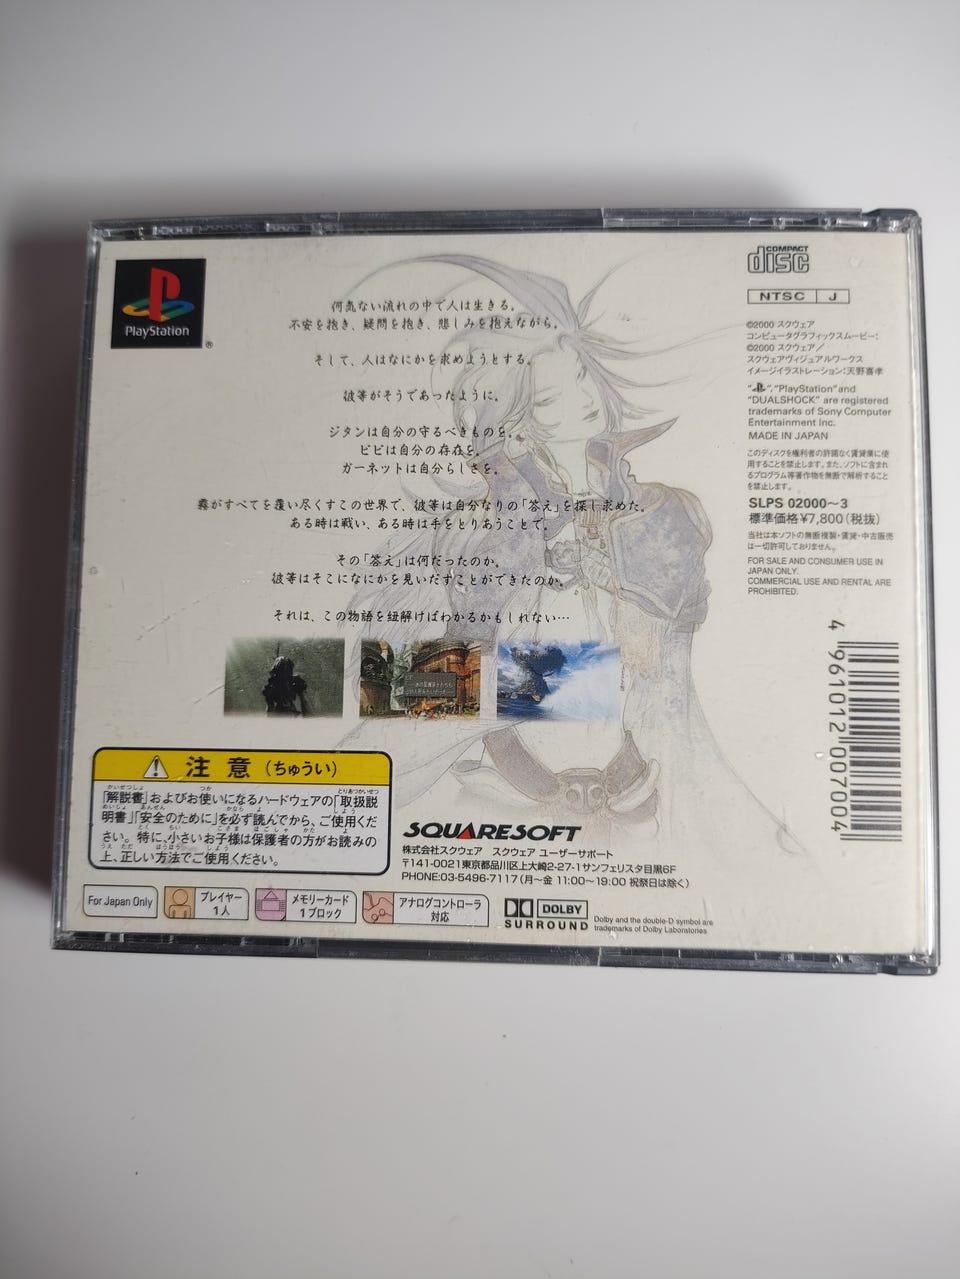 PlayStation
®
何気ない流れの中で人は生きる。
不安を抱き、疑問を抱き、悲しみを抱えながら。
そして、人はなにかを求めようとする。
彼等がそうであったように。
ジタンは自分の守るべきものを。
ビビは自分の存在を。
ガーネットは自分らしさを。
霧がすべてを覆い尽くすこの世界で、彼等は自分なりの「答え」を探し求めた。
ある時は戦い、ある時は手をとりあうことで。
その「答え」は何だったのか。
彼等はそこになにかを見いだすことができたのか。
それは、この物語を紐解けばわかるかもしれない…
COMPACT
disc
NTSC J
©2000 スクウェア
コンピュータグラフィックスムービー:
©2000 スクウェア/
スクウェアヴィジュアルワークス
イメージイラストレーション:天野喜孝
" ", "PlayStation" and
"DUALSHOCK" are registered
trademarks of Sony Computer
Entertainment Inc.
MADE IN JAPAN
このディスクを権利者の許諾なく賃貸業に使
用することを禁止します。また、ソフトに含まれ
るプログラム等著作物を無断で解析すること
を禁止します。
SLPS 02000～3
標準価格¥7,800(税抜)
当社は本ソフトの無断複製・賃貸・中古販売
は一切許可しておりません。
FOR SALE AND CONSUMER USE IN
JAPAN ONLY.
COMMERCIAL USE AND RENTAL ARE
PROHIBITED.
4 961012 007004
注意(ちゅうい)
「解説書」およびお使いになるハードウェアの「取扱説
明書」「安全のために」を必ず読んでから、ご使用くだ
さい。特に、小さいお子様は保護者の方がお読みの
上、正しい方法でご使用ください。
SQUARESOFT
株式会社スクウェア スクウェア ユーザーサポート
〒141-0021東京都品川区上大崎2-27-1サンフェリスタ目黒6F
PHONE:03-5496-7117(月～金 11:00～19:00 祝祭日は除く)
For Japan Only
プレイヤー
1人
メモリーカード
1ブロック
アナログコントローラ
対応
DOLBY
SURROUND
Dolby and the double-D symbol are
trademarks of Dolby Laboratories